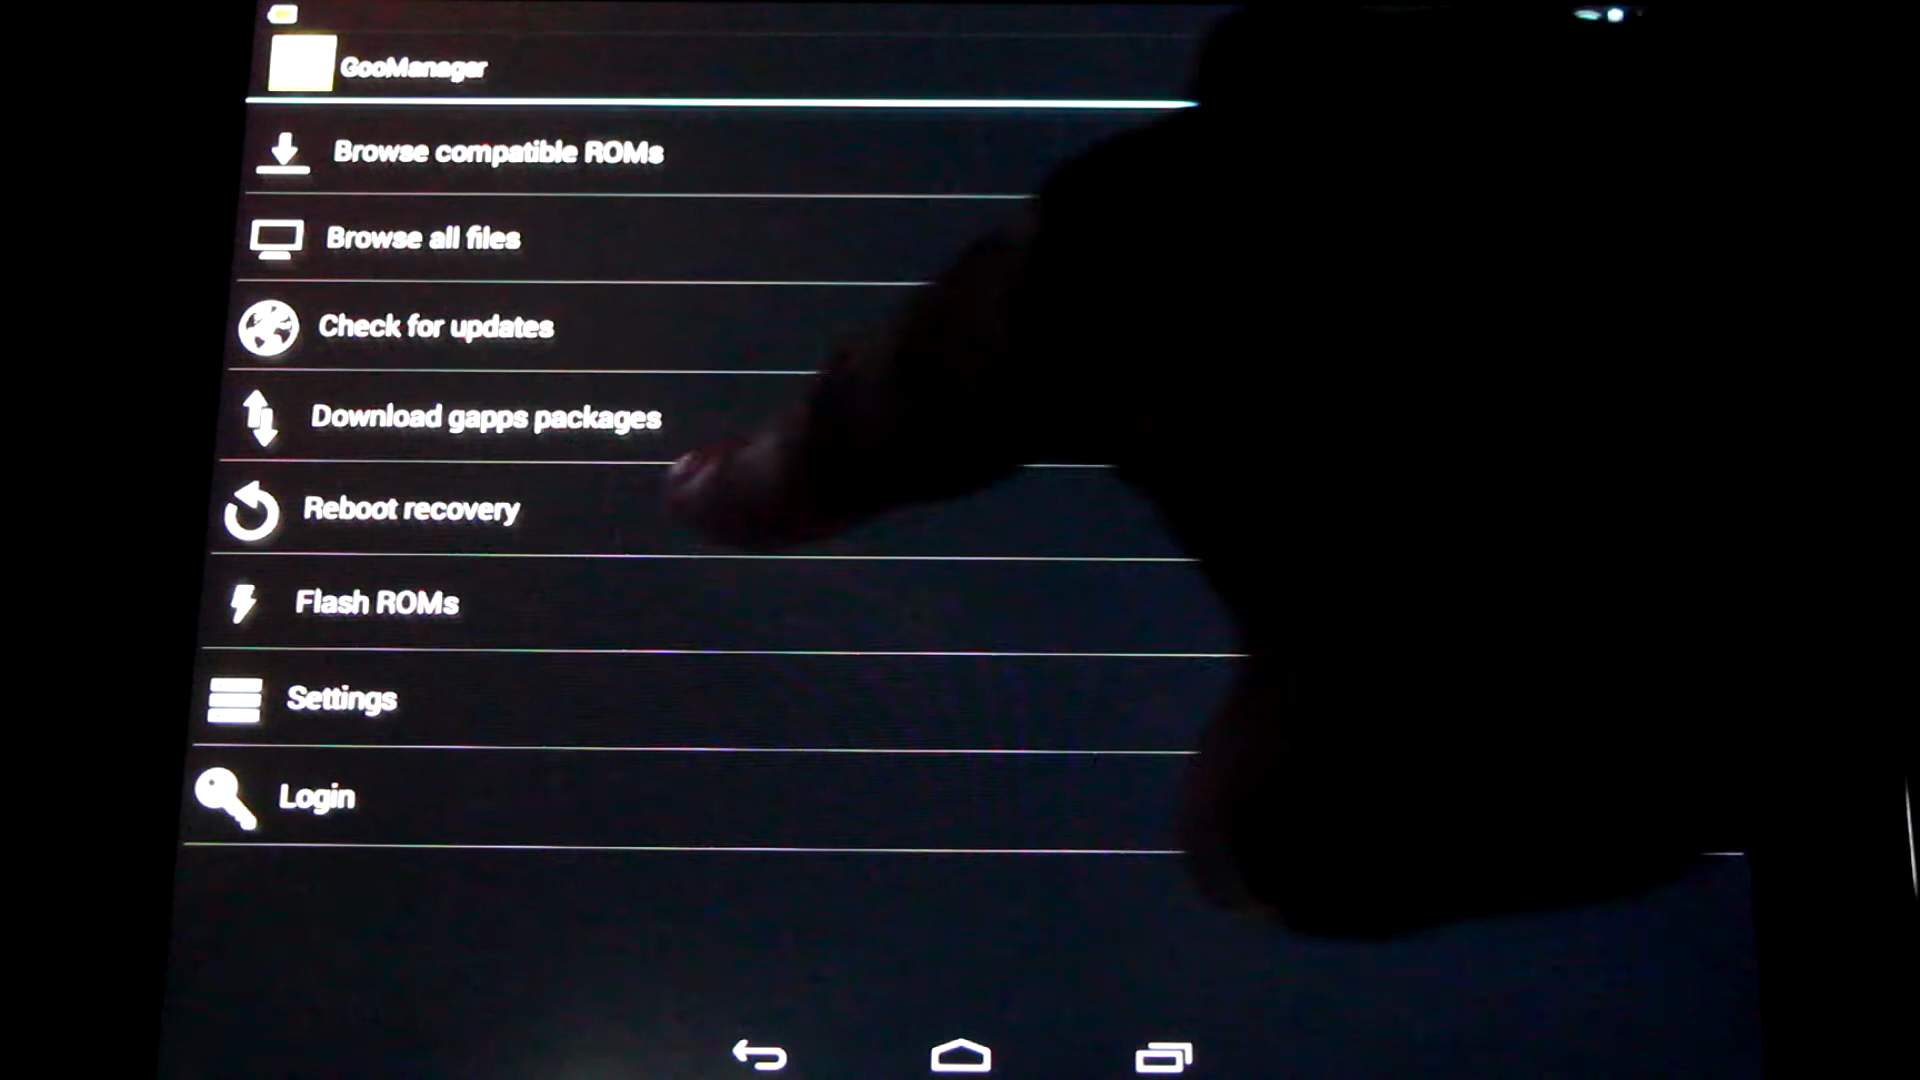 GooManager
Browse compatible ROMs
Browse all files
Check for updates
Download gapps packages
Reboot recovery
Flash ROMs
Settings
Login